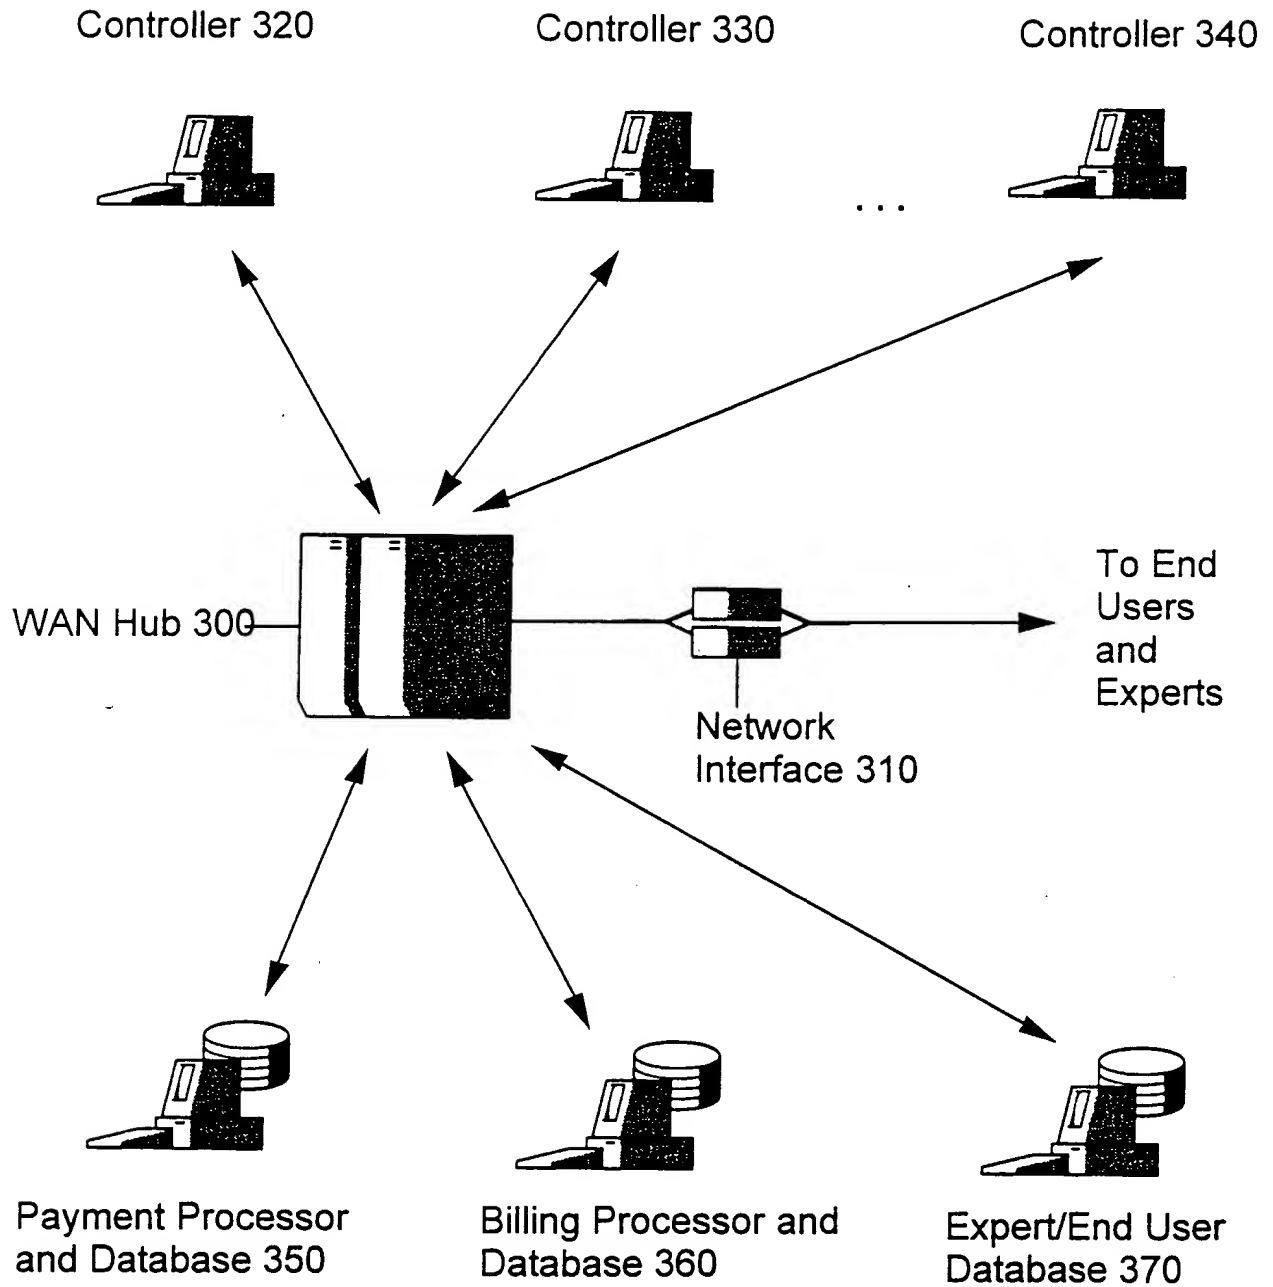 Controller 320
Controller 330
Controller 340
. . .
WAN Hub 300
To End
Users
and
Experts
Network
Interface 310
Payment Processor
and Database 350
Billing Processor and
Database 360
Expert/End User
Database 370